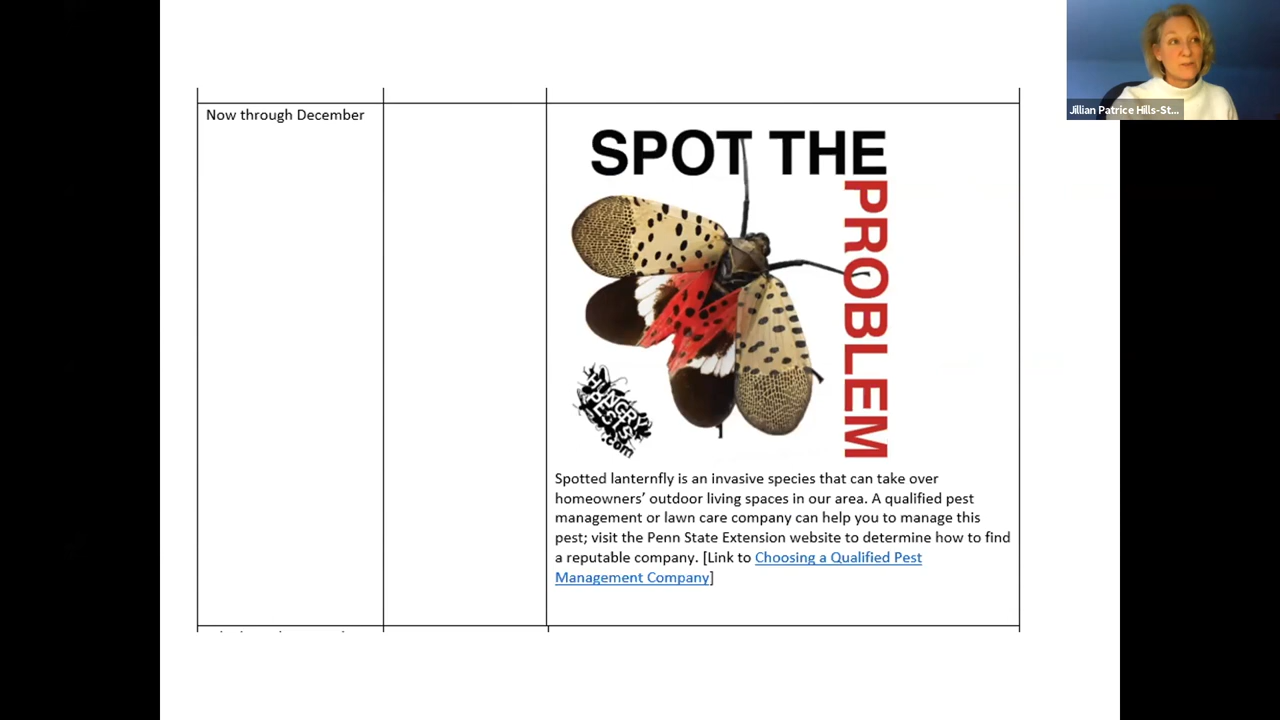 Jillian Patrice Hills-St...
Now through December
SPOT THE
PROBLEM
HUNGRY
PESTS
.com
Spotted lanternfly is an invasive species that can take over
homeowners’ outdoor living spaces in our area. A qualified pest
management or lawn care company can help you to manage this
pest; visit the Penn State Extension website to determine how to find
a reputable company. [Link to Choosing a Qualified Pest
Management Company]